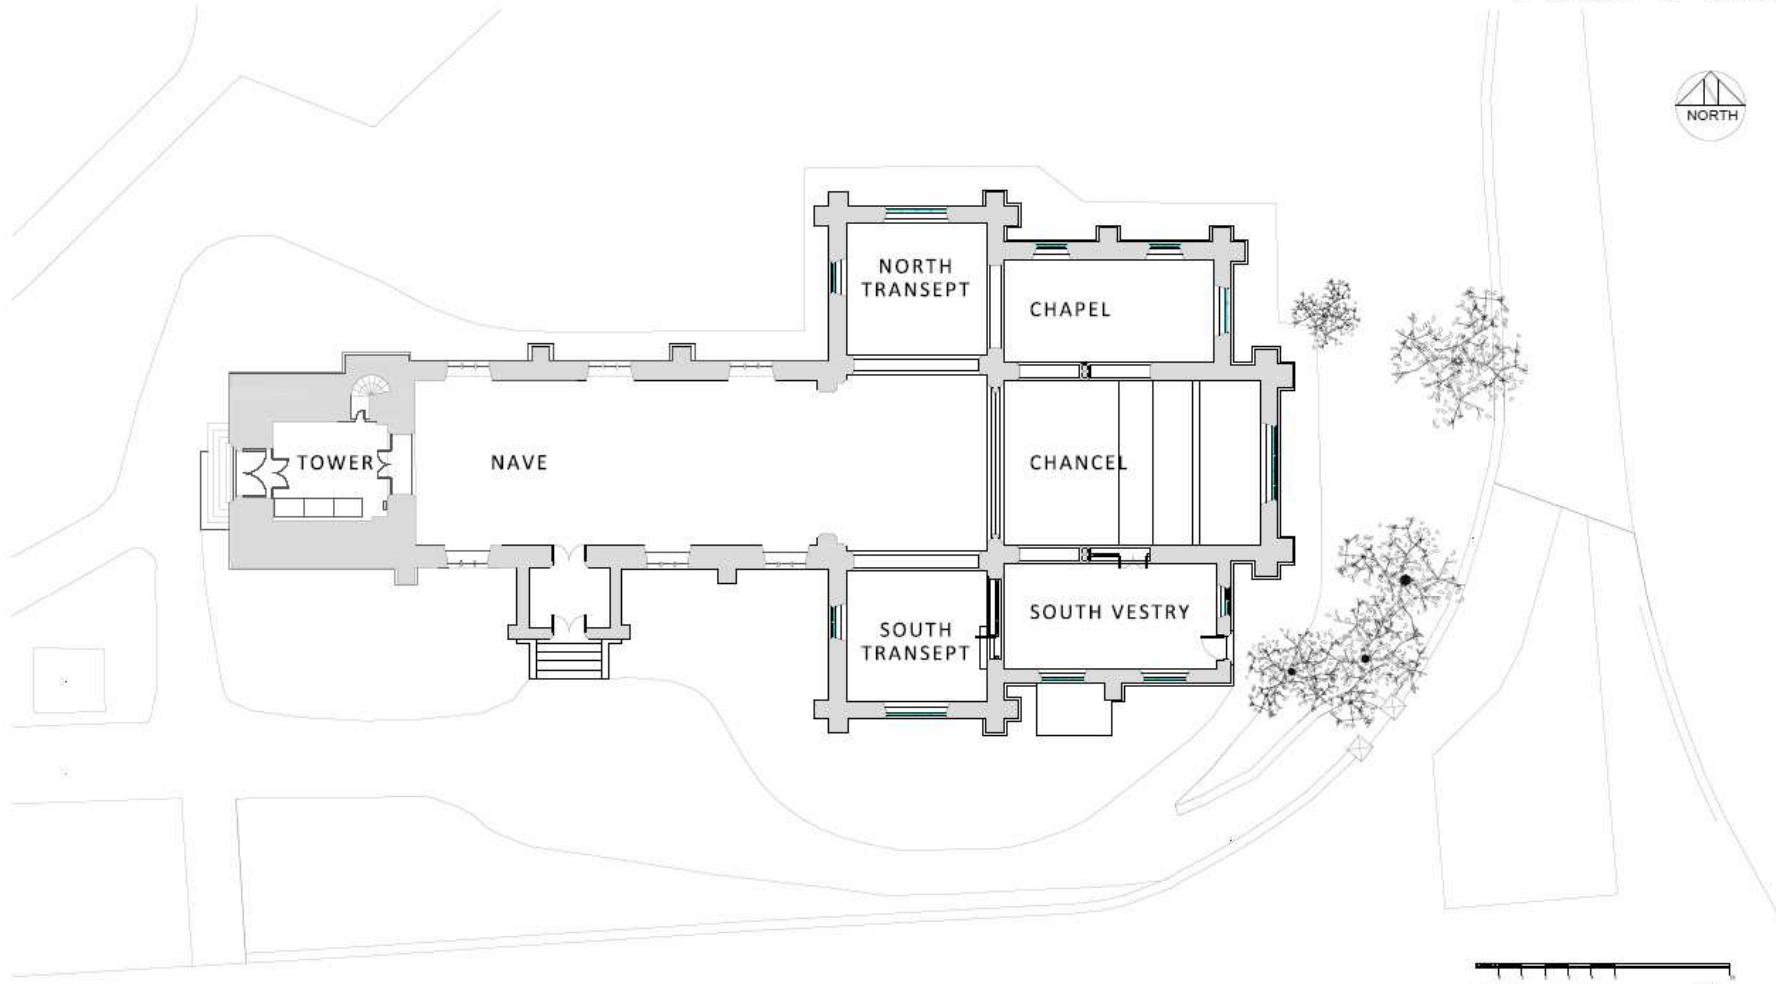 NORTH
NORTH
TRANSEPT
CHAPEL
TOWER
NAVE
CHANCEL
SOUTH VESTRY
SOUTH
TRANSEPT